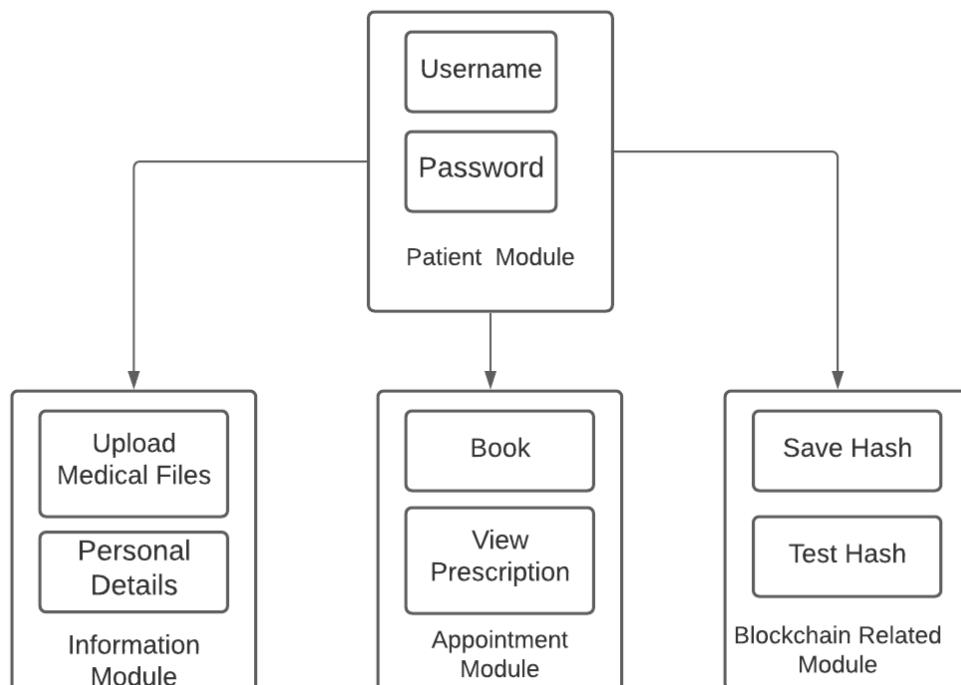 Username
Password
Patient Module
Upload
Medical Files
Personal
Details
Information
Module
Book
View
Prescription
Appointment
Module
Save Hash
Test Hash
Blockchain Related
Module